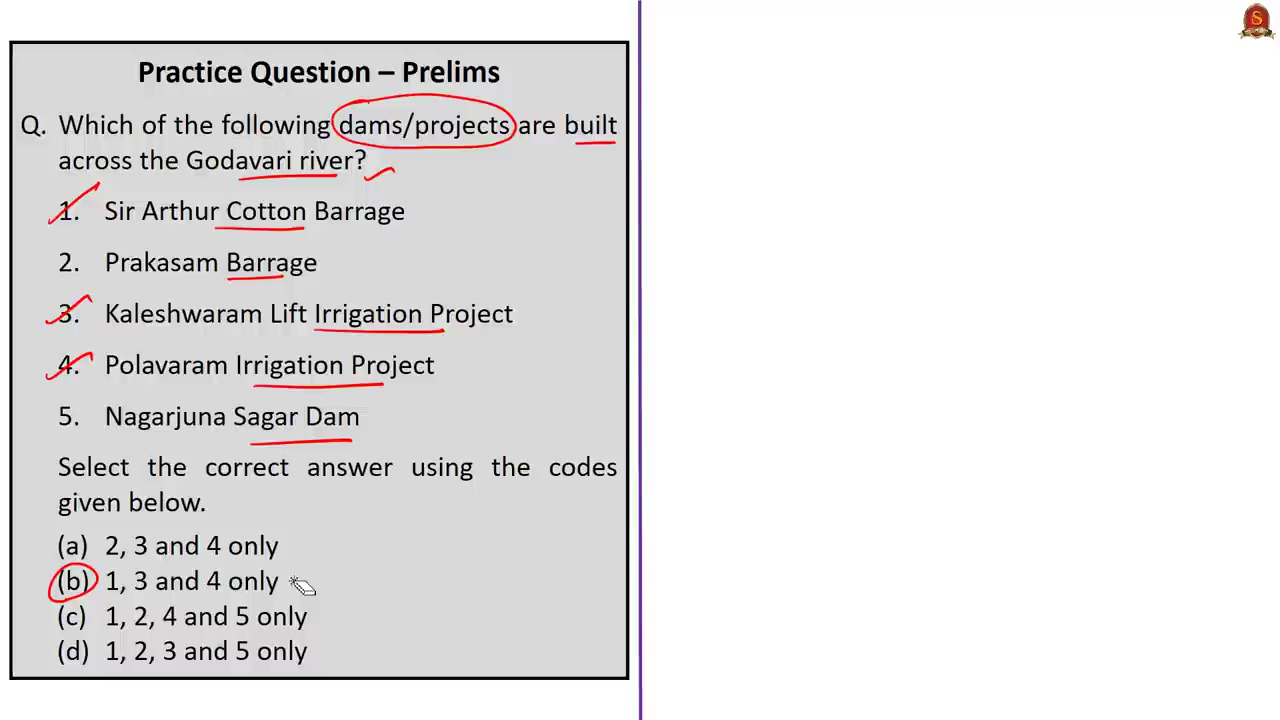 S
Practice Question – Prelims
Q. Which of the following dams/projects are built
across the Godavari river?
1. Sir Arthur Cotton Barrage
2. Prakasam Barrage
3. Kaleshwaram Lift Irrigation Project
4. Polavaram Irrigation Project
5. Nagarjuna Sagar Dam
Select the correct answer using the codes
given below.
(a) 2, 3 and 4 only
(b) 1, 3 and 4 only
(c) 1, 2, 4 and 5 only
(d) 1, 2, 3 and 5 only